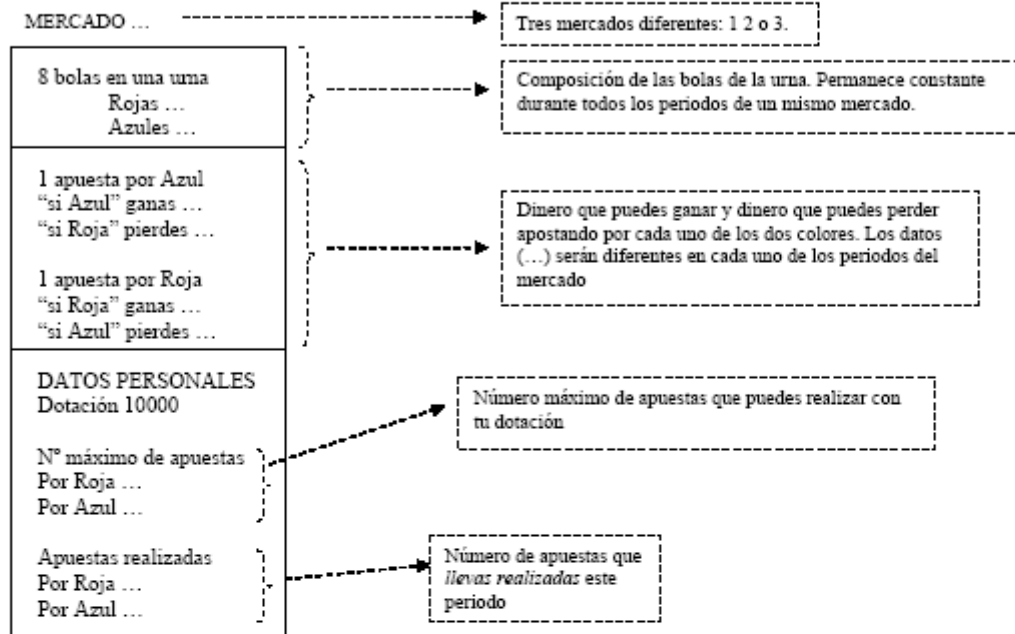 MERCADO …
Tres mercados diferentes: 1 2 o 3.
8 bolas en una urna
Rojas …
Azules …
Composición de las bolas de la urna. Permanece constante
durante todos los periodos de un mismo mercado.
1 apuesta por Azul
“si Azul” ganas …
“si Roja” pierdes …
1 apuesta por Roja
“si Roja” ganas …
“si Azul” pierdes …
Dinero que puedes ganar y dinero que puedes perder
apostando por cada uno de los dos colores. Los datos
(…) serán diferentes en cada uno de los periodos del
mercado
DATOS PERSONALES
Dotación 10000
Nº máximo de apuestas
Por Roja …
Por Azul …
Número máximo de apuestas que puedes realizar con
tu dotación
Apuestas realizadas
Por Roja …
Por Azul …
Número de apuestas que
llevas realizadas este
periodo